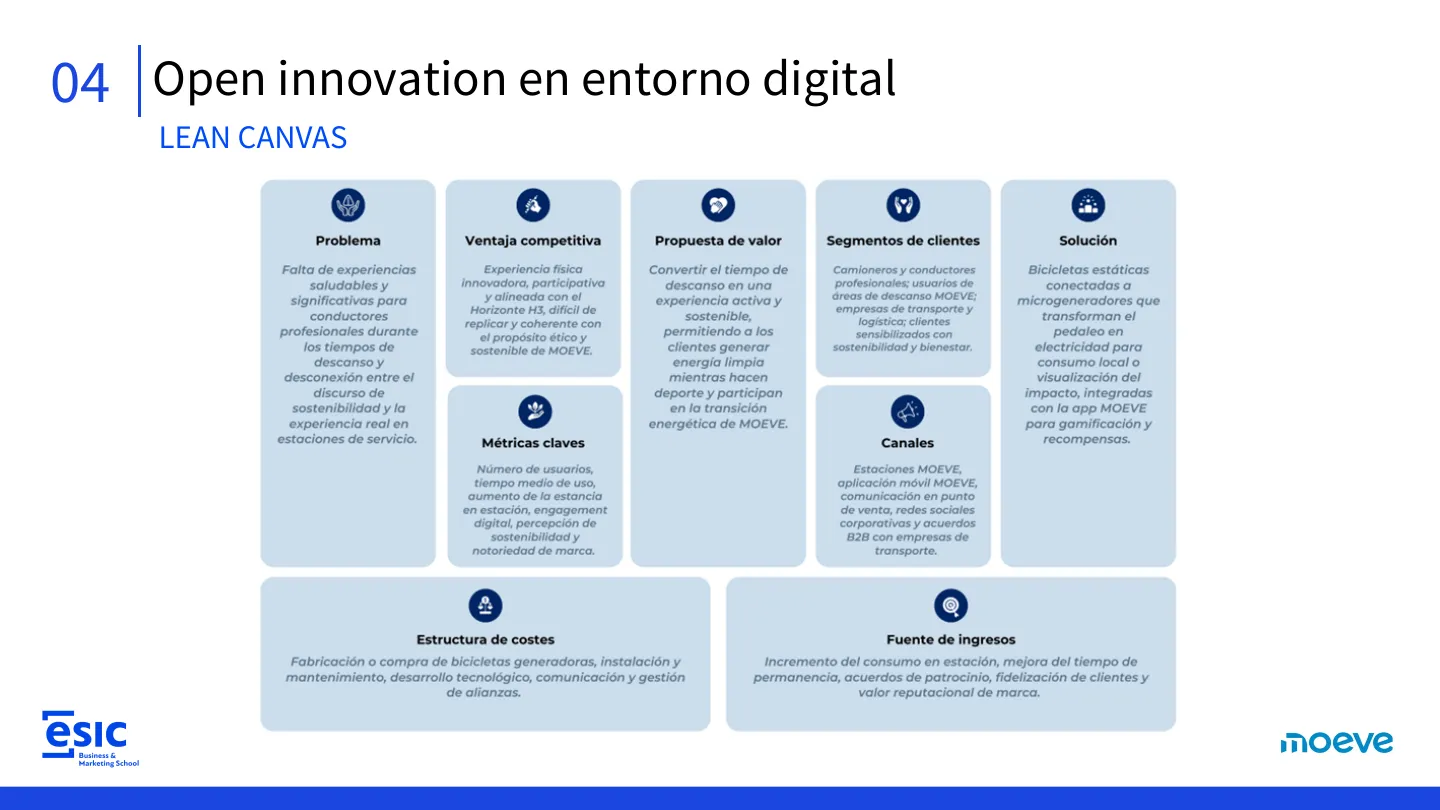 04
Open innovation en entorno digital
LEAN CANVAS
Problema
Falta de experiencias
saludables y
significativas para
conductores
profesionales durante
los tiempos de
descanso y
desconexión entre el
discurso de
sostenibilidad y la
experiencia real en
estaciones de servicio.
Ventaja competitiva
Experiencia física
innovadora, participativa
y alineada con el
Horizonte H3, difícil de
replicar y coherente con
el propósito ético y
sostenible de MOEVE.
Métricas claves
Número de usuarios,
tiempo medio de uso,
aumento de la estancia
en estación, engagement
digital, percepción de
sostenibilidad y
notoriedad de marca.
Propuesta de valor
Convertir el tiempo de
descanso en una
experiencia activa y
sostenible,
permitiendo a los
clientes generar
energía limpia
mientras hacen
deporte y participan
en la transición
energética de MOEVE.
Segmentos de clientes
Camioneros y conductores
profesionales; usuarios de
áreas de descanso MOEVE;
empresas de transporte y
logística; clientes
sensibilizados con
sostenibilidad y bienestar.
Canales
Estaciones MOEVE,
aplicación móvil MOEVE,
comunicación en punto
de venta, redes sociales
corporativas y acuerdos
B2B con empresas de
transporte.
Solución
Bicicletas estáticas
conectadas a
microgeneradores que
transforman el
pedaleo en
electricidad para
consumo local o
visualización del
impacto, integradas
con la app MOEVE
para gamificación y
recompensas.
Estructura de costes
Fabricación o compra de bicicletas generadoras, instalación y
mantenimiento, desarrollo tecnológico, comunicación y gestión
de alianzas.
Fuente de ingresos
Incremento del consumo en estación, mejora del tiempo de
permanencia, acuerdos de patrocinio, fidelización de clientes y
valor reputacional de marca.
esic
Business &
Marketing School
moeve